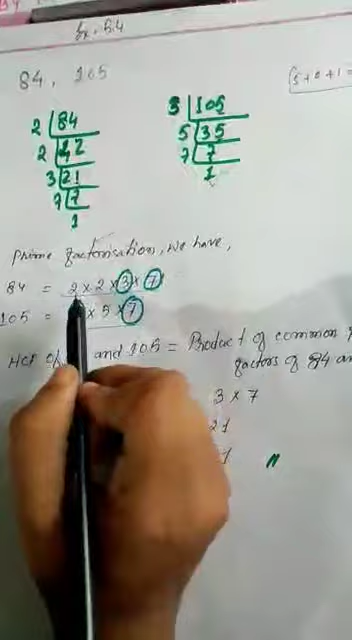 Ex. 54
84, 105
(5+0+1=
2 84
2 42
3 21
7 7
1
3 105
5 35
7 7
1
Prime factorisation, we have,
84 = 2 × 2 × 3 × 7
105 = × 5 × 7
HCF of and 105 = Product of common
factors of 84 an
3 × 7
21